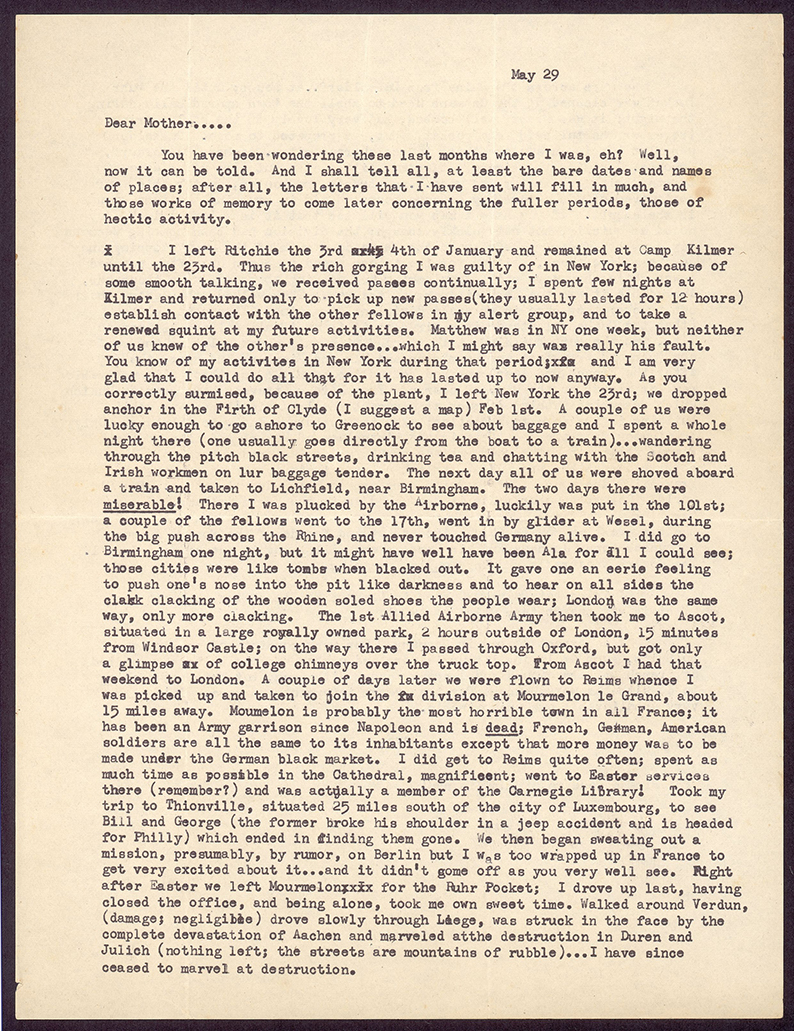 May 29
Dear Mother.....
You have been wondering these last months where I was, eh? Well,
now it can be told. And I shall tell all, at least the bare dates and names
of places; after all, the letters that I have sent will fill in much, and
those works of memory to come later concerning the fuller periods, those of
hectic activity.
I left Ritchie the 3rd 4th of January and remained at Camp Kilmer
until the 23rd. Thus the rich gorging I was guilty of in New York; because of
some smooth talking, we received passes continually; I spent few nights at
Kilmer and returned only to pick up new passes(they usually lasted for 12 hours)
establish contact with the other fellows in my alert group, and to take a
renewed squint at my future activities. Matthew was in NY one week, but neither
of us knew of the other's presence...which I might say was really his fault.
You know of my activites in New York during that period; and I am very
glad that I could do all that for it has lasted up to now anyway. As you
correctly surmised, because of the plant, I left New York the 23rd; we dropped
anchor in the Firth of Clyde (I suggest a map) Feb 1st. A couple of us were
lucky enough to go ashore to Greenock to see about baggage and I spent a whole
night there (one usually goes directly from the boat to a train)...wandering
through the pitch black streets, drinking tea and chatting with the Scotch and
Irish workmen on lur baggage tender. The next day all of us were shoved aboard
a train and taken to Lichfield, near Birmingham. The two days there were
miserable! There I was plucked by the Airborne, luckily was put in the 101st;
a couple of the fellows went to the 17th, went in by glider at Wesel, during
the big push across the Rhine, and never touched Germany alive. I did go to
Birmingham one night, but it might have well have been Ala for all I could see;
those cities were like tombs when blacked out. It gave one an eerie feeling
to push one's nose into the pit like darkness and to hear on all sides the
clakk clacking of the wooden soled shoes the people wear; London was the same
way, only more clacking. The 1st Allied Airborne Army then took me to Ascot,
situated in a large royally owned park, 2 hours outside of London, 15 minutes
from Windsor Castle; on the way there I passed through Oxford, but got only
a glimpse of college chimneys over the truck top. From Ascot I had that
weekend to London. A couple of days later we were flown to Reims whence I
was picked up and taken to join the division at Mourmelon le Grand, about
15 miles away. Moumelon is probably the most horrible town in all France; it
has been an Army garrison since Napoleon and is dead; French, German, American
soldiers are all the same to its inhabitants except that more money was to be
made under the German black market. I did get to Reims quite often; spent as
much time as possible in the Cathedral, magnificent; went to Easter services
there (remember?) and was actually a member of the Carnegie Library! Took my
trip to Thionville, situated 25 miles south of the city of Luxembourg, to see
Bill and George (the former broke his shoulder in a jeep accident and is headed
for Philly) which ended in finding them gone. We then began sweating out a
mission, presumably, by rumor, on Berlin but I was too wrapped up in France to
get very excited about it...and it didn't gome off as you very well see. Right
after Easter we left Mourmelon for the Ruhr Pocket; I drove up last, having
closed the office, and being alone, took me own sweet time. Walked around Verdun,
(damage; negligible) drove slowly through Liege, was struck in the face by the
complete devastation of Aachen and marveled atthe destruction in Duren and
Julich (nothing left; the streets are mountains of rubble)...I have since
ceased to marvel at destruction.